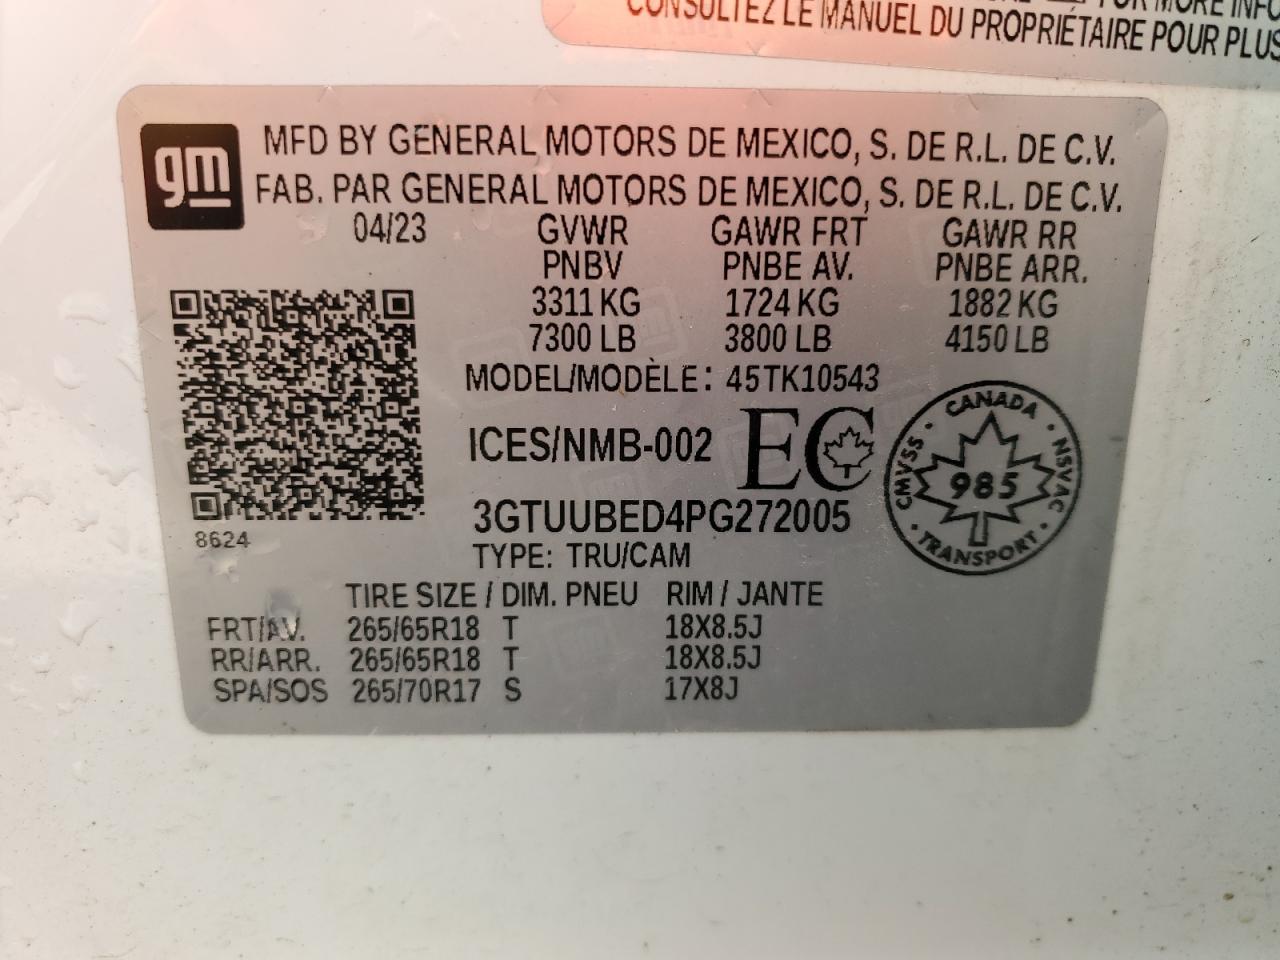 FOR MORE INFO
CONSULTEZ LE MANUEL DU PROPRIÉTAIRE POUR PLUS
gm
MFD BY GENERAL MOTORS DE MEXICO, S. DE R.L. DE C.V.
FAB. PAR GENERAL MOTORS DE MEXICO, S. DE R.L. DE C.V.
04/23 GVWR GAWR FRT GAWR RR
PNBV PNBE AV. PNBE ARR.
3311 KG 1724 KG 1882 KG
7300 LB 3800 LB 4150 LB
MODEL/MODÈLE: 45TK10543
ICES/NMB-002 EC
CANADA
CMVSS · 985 · NSVAC
TRANSPORT
3GTUUBED4PG272005
8624
TYPE: TRU/CAM
TIRE SIZE / DIM. PNEU RIM / JANTE
FRT/AV. 265/65R18 T 18X8.5J
RR/ARR. 265/65R18 T 18X8.5J
SPA/SOS 265/70R17 S 17X8J